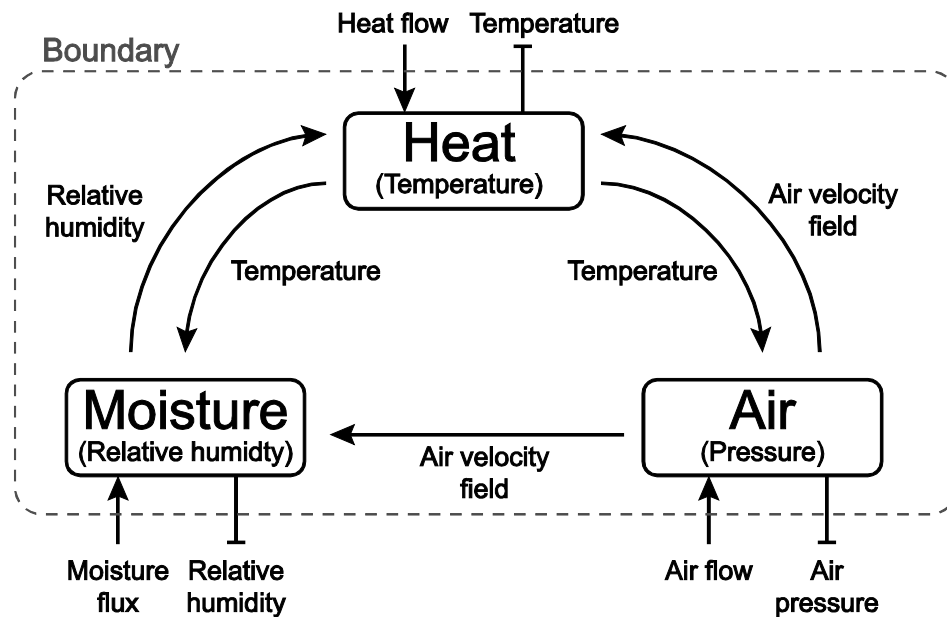 Heat flow Temperature
Boundary
Heat
(Temperature)
Relative
humidity
Air velocity
field
Temperature
Temperature
Moisture
(Relative humidty)
Air
(Pressure)
Air velocity
field
Moisture
flux
Relative
humidity
Air flow
Air
pressure